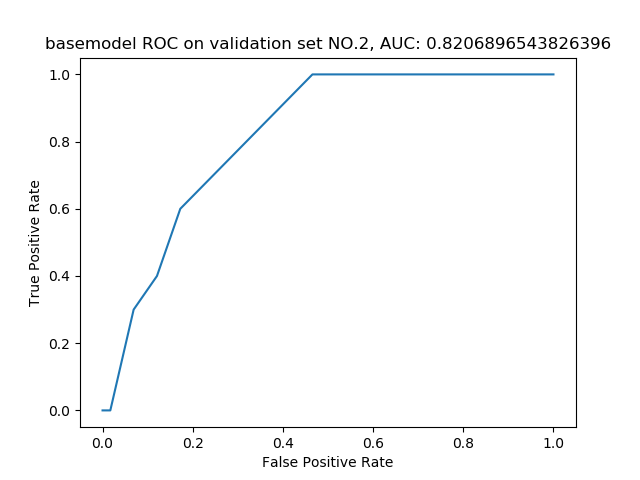 basemodel ROC on validation set NO.2, AUC: 0.8206896543826396
1.0
0.8
0.6
0.4
0.2
0.0
True Positive Rate
0.0 0.2 0.4 0.6 0.8 1.0
False Positive Rate